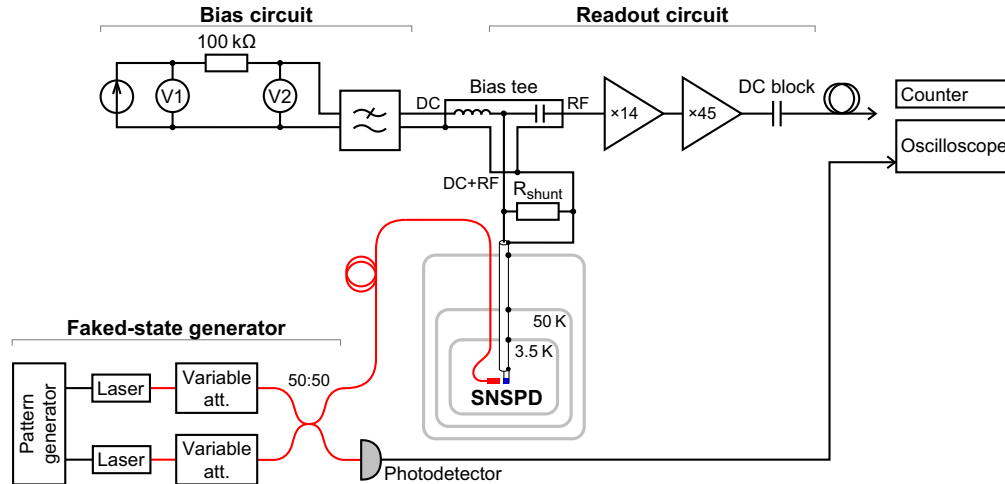 Bias circuit
Readout circuit
100 kΩ
V1
V2
DC
Bias tee
RF
×14
×45
DC block
Counter
Oscilloscope
DC+RF
Rshunt
50 K
3.5 K
SNSPD
Faked-state generator
Pattern
generator
Laser
Variable
att.
50:50
Laser
Variable
att.
Photodetector